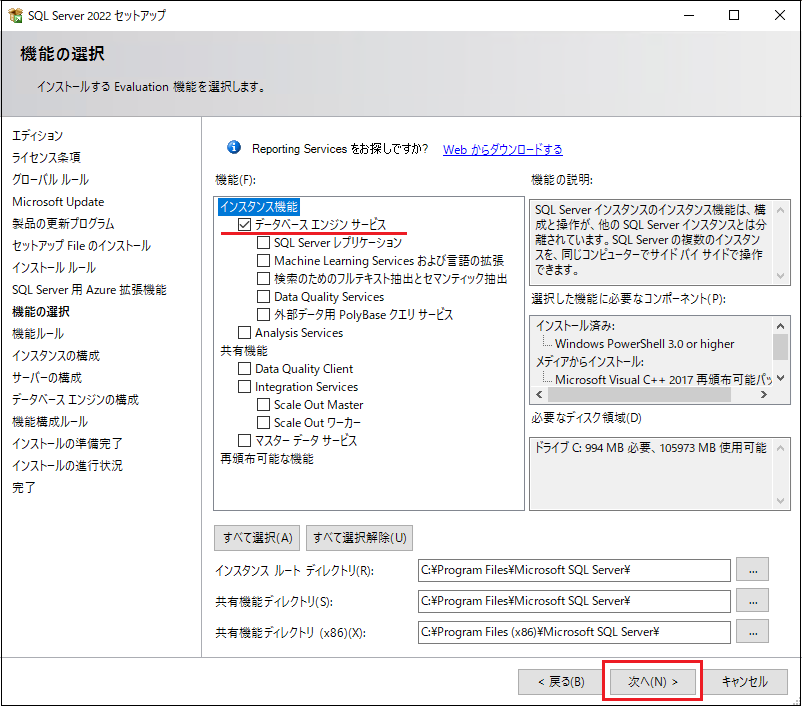 SQL Server 2022 セットアップ
機能の選択
インストールする Evaluation 機能を選択します。
エディション
ライセンス条項
グローバル ルール
Microsoft Update
製品の更新プログラム
セットアップ File のインストール
インストール ルール
SQL Server 用 Azure 拡張機能
機能の選択
機能ルール
インスタンスの構成
サーバーの構成
データベース エンジンの構成
機能構成ルール
インストールの準備完了
インストールの進行状況
完了
Reporting Services をお探しですか? Web からダウンロードする
機能(F):
インスタンス機能
データベース エンジン サービス
SQL Server レプリケーション
Machine Learning Services および言語の拡張
検索のためのフルテキスト抽出とセマンティック抽出
Data Quality Services
外部データ用 PolyBase クエリ サービス
Analysis Services
共有機能
Data Quality Client
Integration Services
Scale Out Master
Scale Out ワーカー
マスター データ サービス
再頒布可能な機能
機能の説明:
SQL Server インスタンスのインスタンス機能は、構
成と操作が、他の SQL Server インスタンスとは分
離されています。SQL Server の複数のインスタン
スを、同じコンピューターでサイド バイ サイドで操作
できます。
選択した機能に必要なコンポーネント(P):
インストール済み:
Windows PowerShell 3.0 or higher
メディアからインストール:
Microsoft Visual C++ 2017 再頒布可能パッ
必要なディスク領域(D)
ドライブ C: 994 MB 必要、105973 MB 使用可能
すべて選択(A) すべて選択解除(U)
インスタンス ルート ディレクトリ(R): C:¥Program Files¥Microsoft SQL Server¥ ...
共有機能ディレクトリ(S): C:¥Program Files¥Microsoft SQL Server¥ ...
共有機能ディレクトリ (x86)(X): C:¥Program Files (x86)¥Microsoft SQL Server¥ ...
< 戻る(B) 次へ(N) > キャンセル